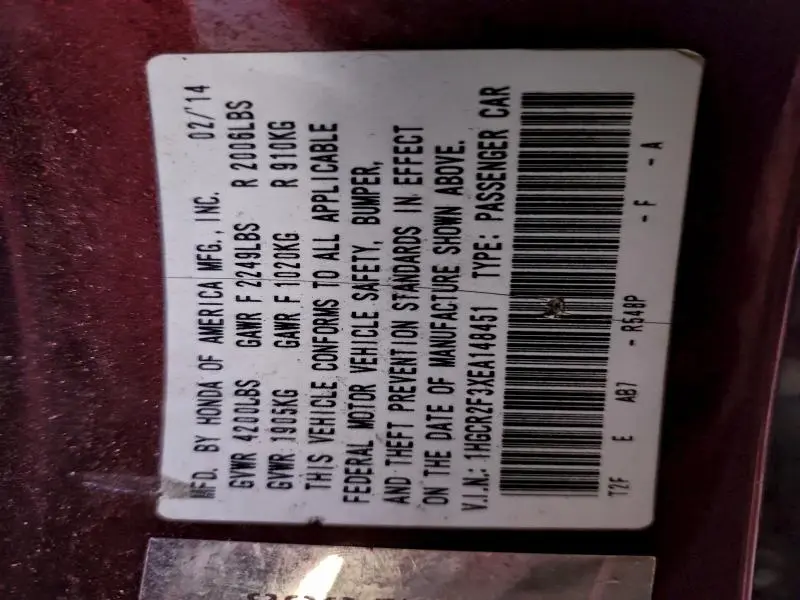 MFD. BY HONDA OF AMERICA MFG., INC. 02/'14
GVWR 4200LBS GAWR F 2249LBS R 2006LBS
GVWR 1905KG GAWR F 1020KG R 910KG
THIS VEHICLE CONFORMS TO ALL APPLICABLE
FEDERAL MOTOR VEHICLE SAFETY, BUMPER,
AND THEFT PREVENTION STANDARDS IN EFFECT
ON THE DATE OF MANUFACTURE SHOWN ABOVE.
V.I.N.: 1HGCR2F3XEA148451 TYPE: PASSENGER CAR
T2F E AB7 - R548P - F - A